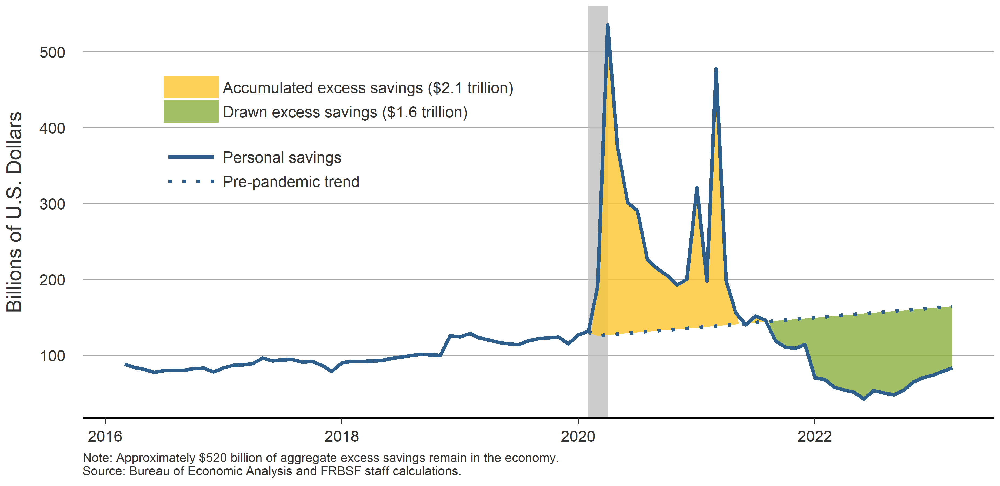 Billions of U.S. Dollars
500
400
300
200
100
Accumulated excess savings ($2.1 trillion)
Drawn excess savings ($1.6 trillion)
Personal savings
Pre-pandemic trend
2016
2018
2020
2022
Note: Approximately $520 billion of aggregate excess savings remain in the economy.
Source: Bureau of Economic Analysis and FRBSF staff calculations.